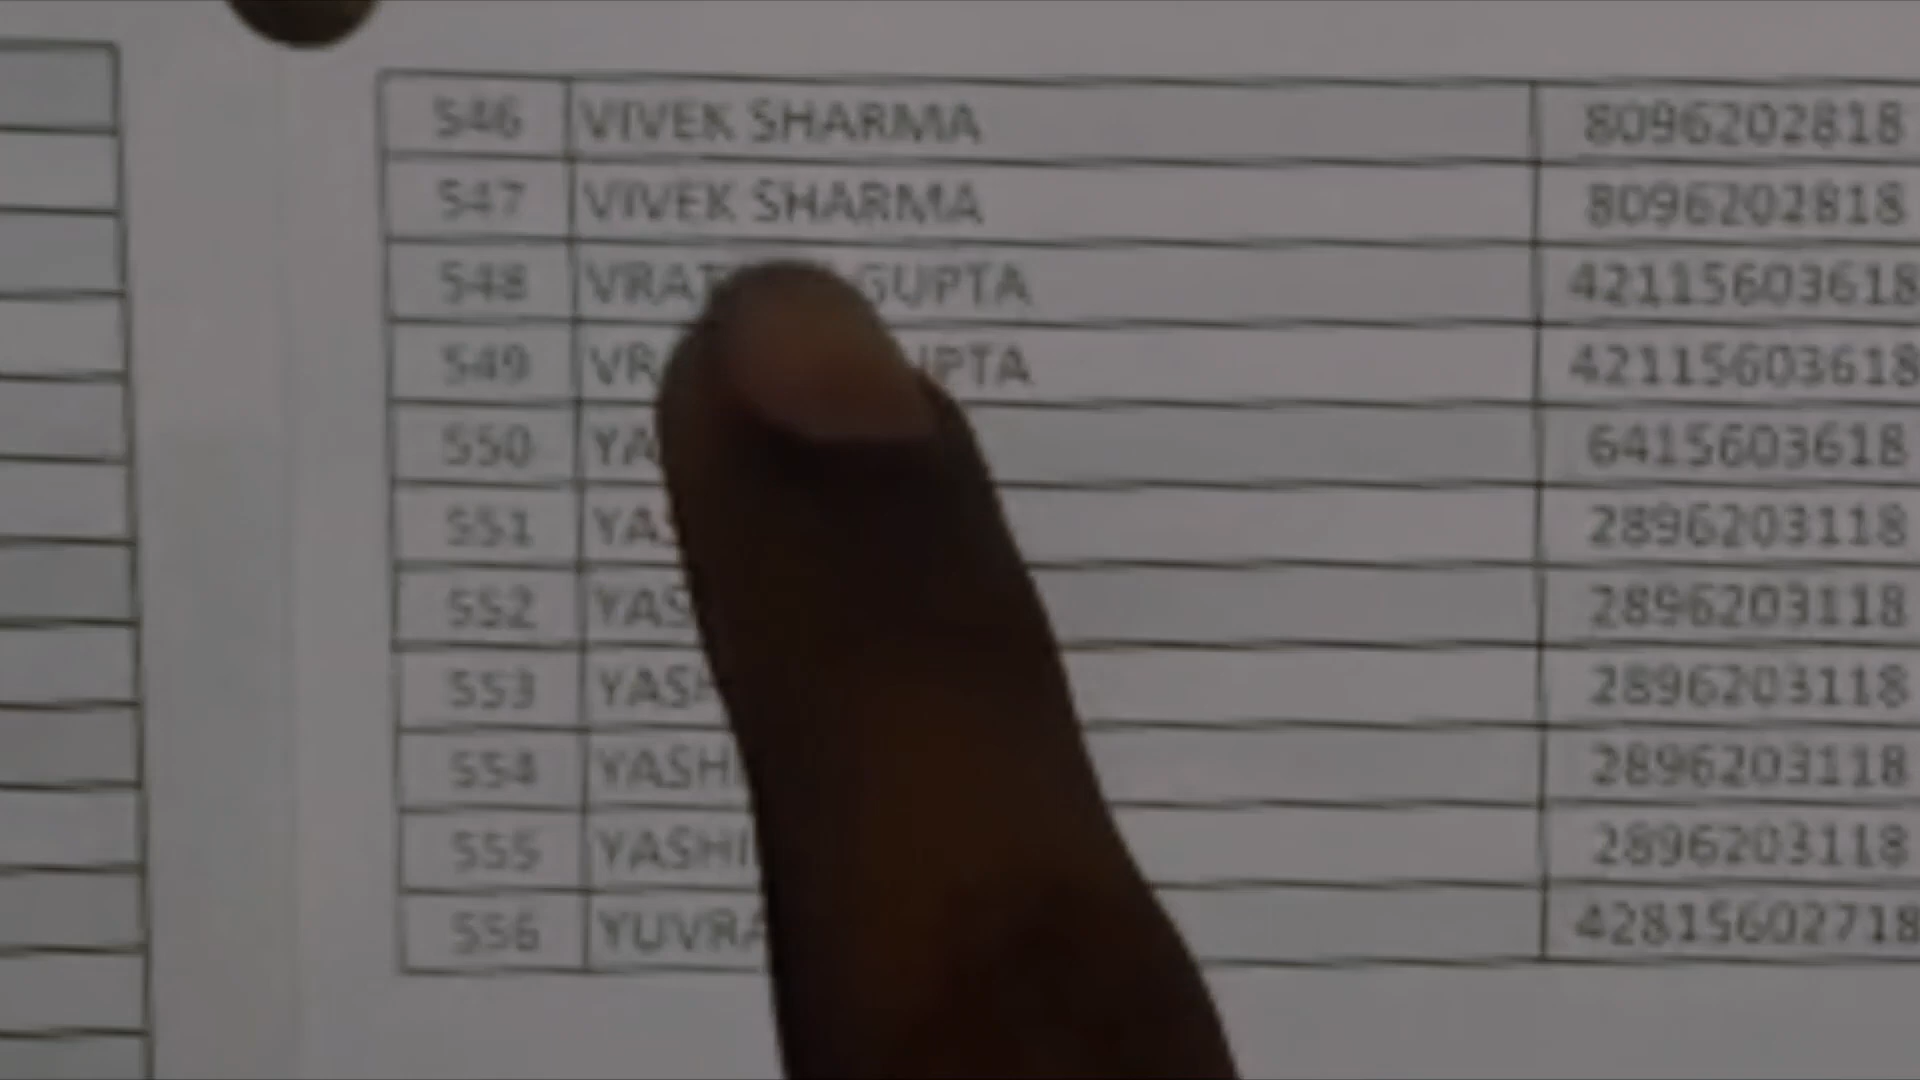 546 VIVEK SHARMA 8096202818
547 VIVEK SHARMA 8096202818
548 GUPTA 42115603618
549 42115603618
550 6415603618
551 2896203118
552 2896203118
553 2896203118
554 2896203118
555 2896203118
556 42815602718